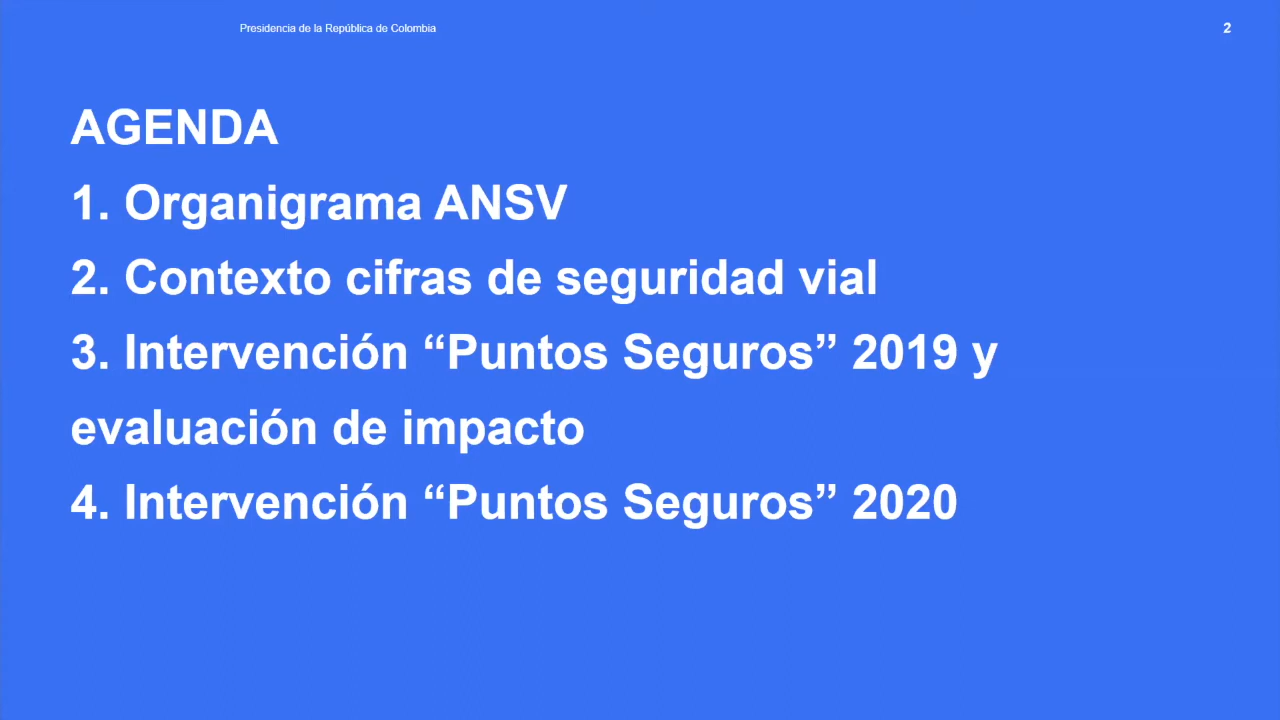 Presidencia de la República de Colombia
2
AGENDA
1. Organigrama ANSV
2. Contexto cifras de seguridad vial
3. Intervención “Puntos Seguros” 2019 y
evaluación de impacto
4. Intervención “Puntos Seguros” 2020